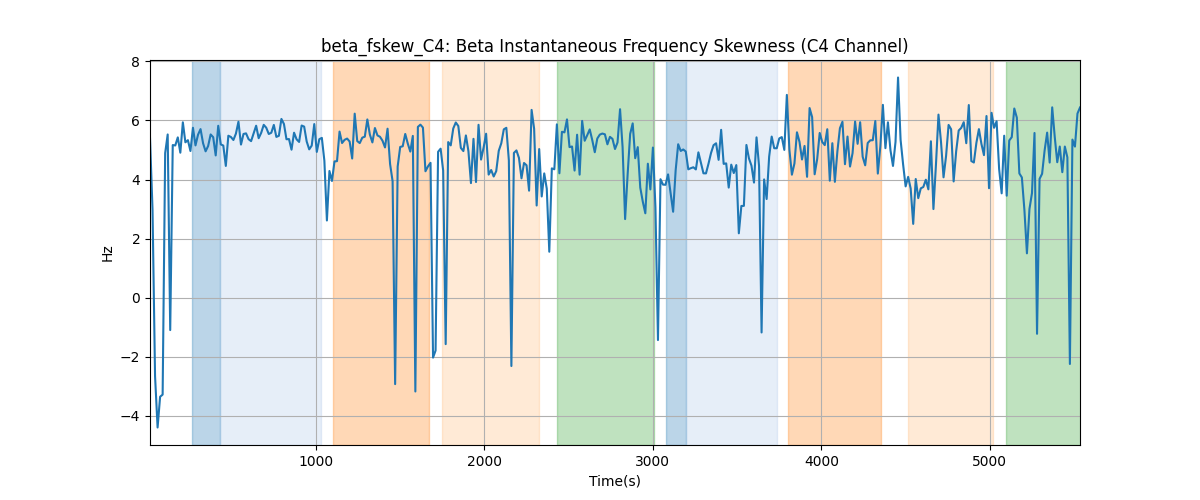 beta_fskew_C4: Beta Instantaneous Frequency Skewness (C4 Channel)
8
6
4
2
0
−2
−4
Hz
1000 2000 3000 4000 5000
Time(s)